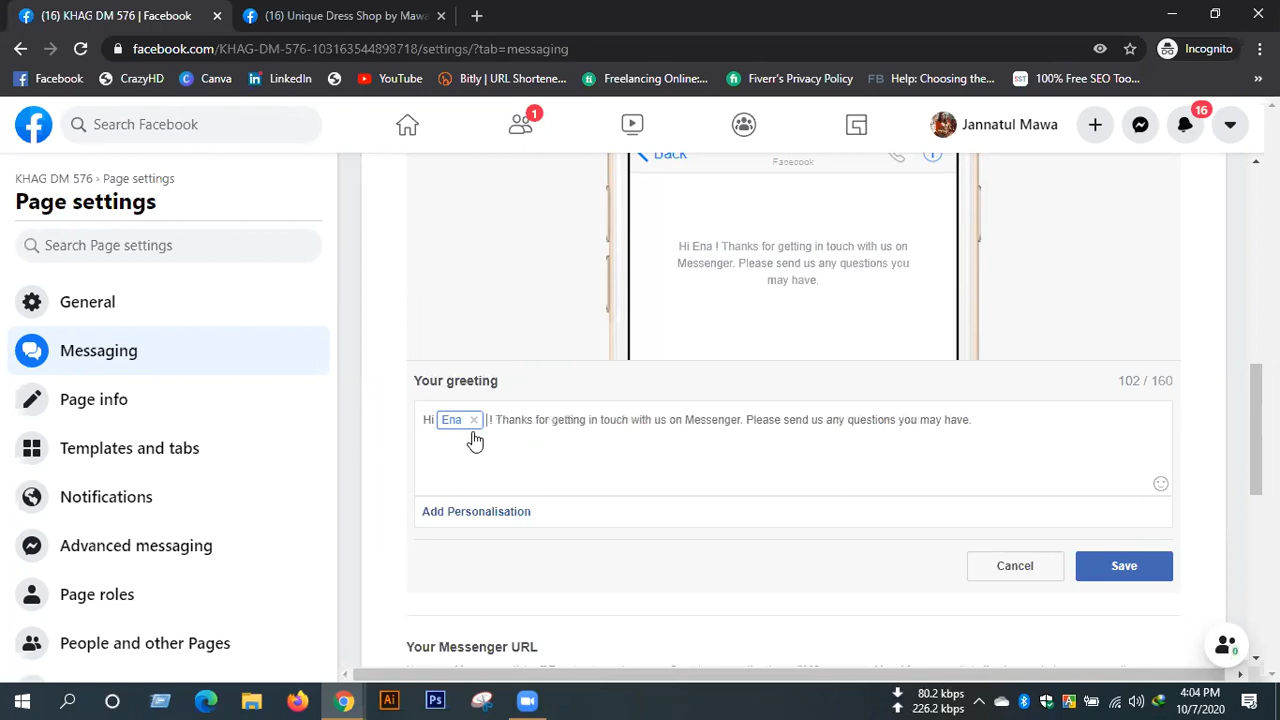 (16) KHAG DM 576 | Facebook
(16) Unique Dress Shop by Mawa
facebook.com/KHAG-DM-576-103163544898718/settings/?tab=messaging
Incognito
Facebook
CrazyHD
Canva
LinkedIn
YouTube
Bitly | URL Shortene...
Freelancing Online:...
Fiverr's Privacy Policy
FB Help: Choosing the...
SST 100% Free SEO Too...
»
Search Facebook
1
Jannatul Mawa
16
KHAG DM 576 › Page settings
Page settings
Search Page settings
General
Messaging
Page info
Templates and tabs
Notifications
Advanced messaging
Page roles
People and other Pages
Back
Facebook
Hi Ena ! Thanks for getting in touch with us on
Messenger. Please send us any questions you
may have.
Your greeting
102 / 160
Hi Ena ! Thanks for getting in touch with us on Messenger. Please send us any questions you may have.
Add Personalisation
Cancel
Save
Your Messenger URL
0
Ai
Ps
80.2 kbps
226.2 kbps
4:04 PM
10/7/2020